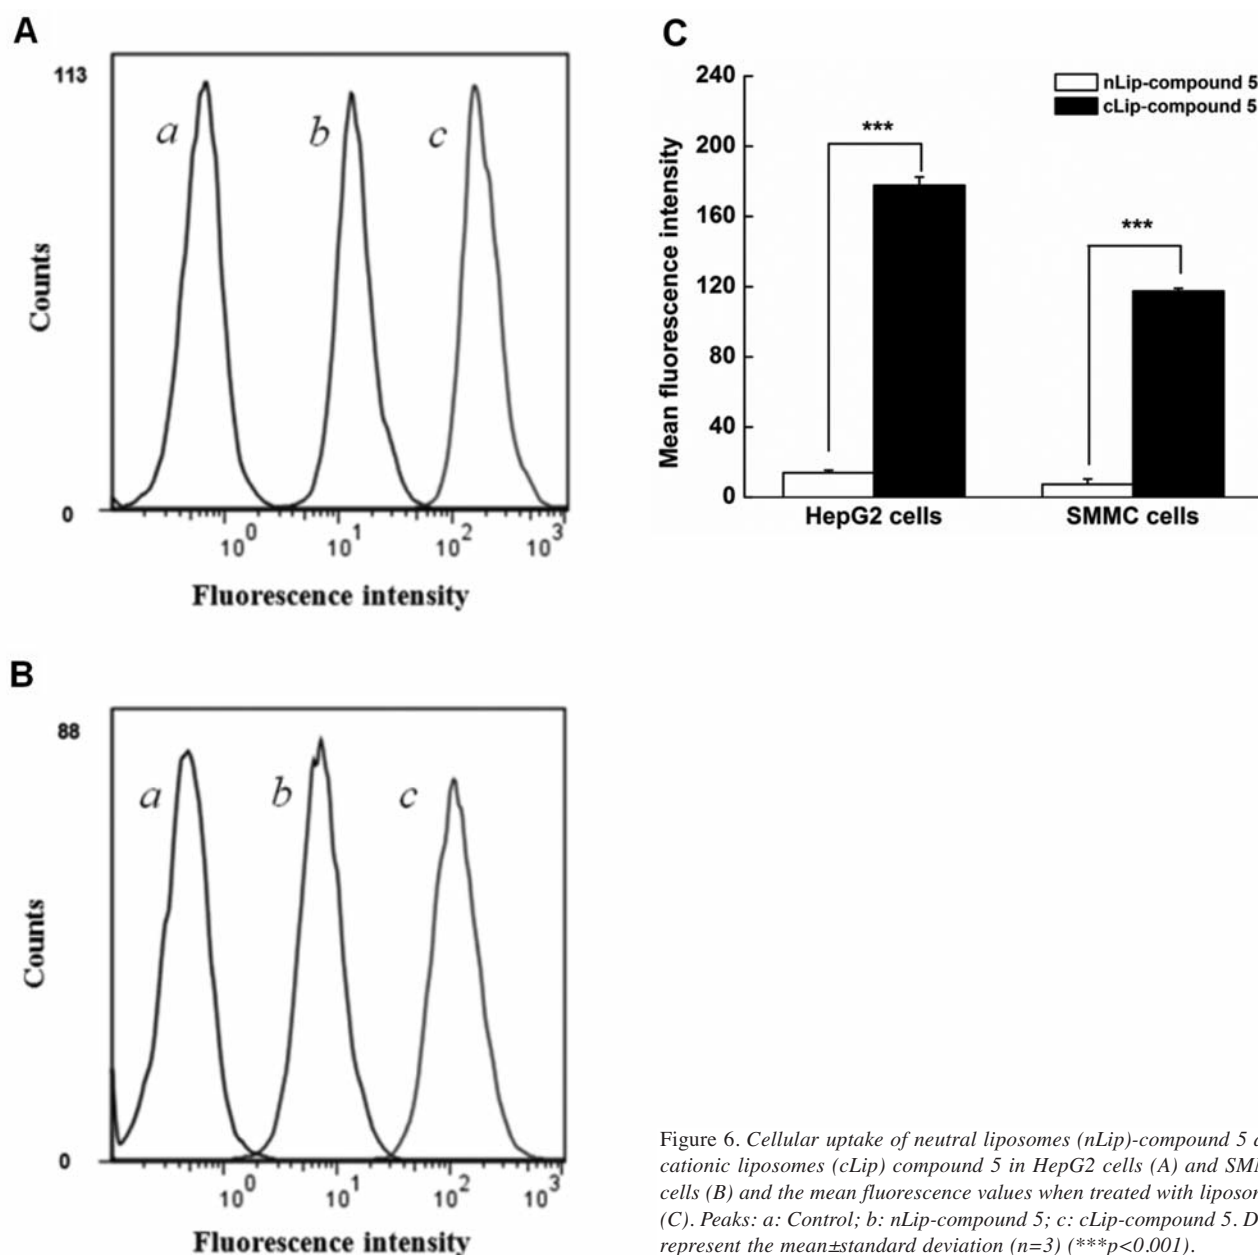 A
113
a
b
c
Counts
0
10^0
10^1
10^2
10^3
Fluorescence intensity
B
88
a
b
c
Counts
0
10^0
10^1
10^2
10^3
Fluorescence intensity
C
240
200
160
120
80
40
0
Mean fluorescence intensity
nLip-compound 5
cLip-compound 5
***
***
HepG2 cells
SMMC cells
Figure 6. Cellular uptake of neutral liposomes (nLip)-compound 5
cationic liposomes (cLip) compound 5 in HepG2 cells (A) and
cells (B) and the mean fluorescence values when treated with
(C). Peaks: a: Control; b: nLip-compound 5; c: cLip-compound 5.
represent the mean±standard deviation (n=3) (***p<0.001).